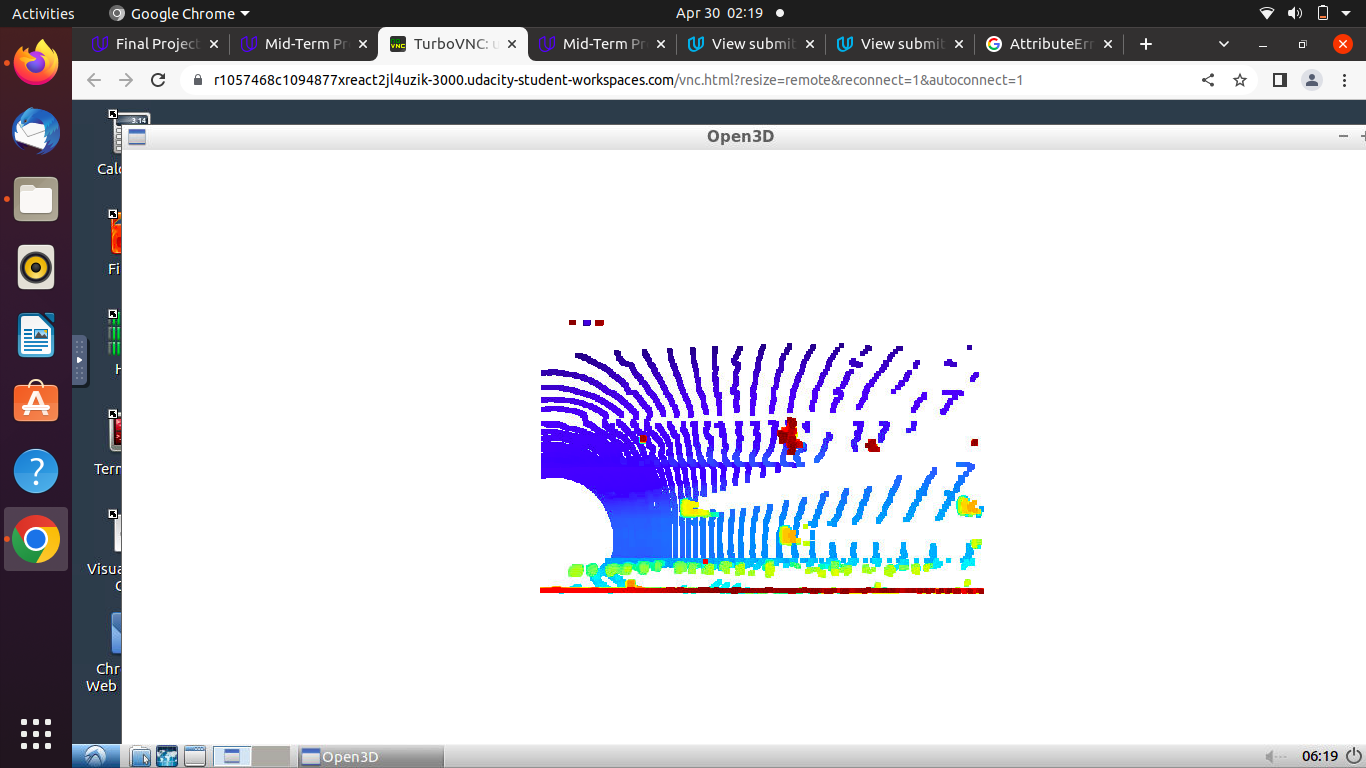 Activities
Google Chrome
Apr 30 02:19
Final Project
Mid-Term Pr
TurboVNC: u
Mid-Term Pr
View submit
View submit
AttributeErr
r1057468c1094877xreact2jl4uzik-3000.udacity-student-workspaces.com/vnc.html?resize=remote&reconnect=1&autoconnect=1
Open3D
3.14
Calc
Fi
H
Term
Visua
C
Chr
Web
Open3D
06:19